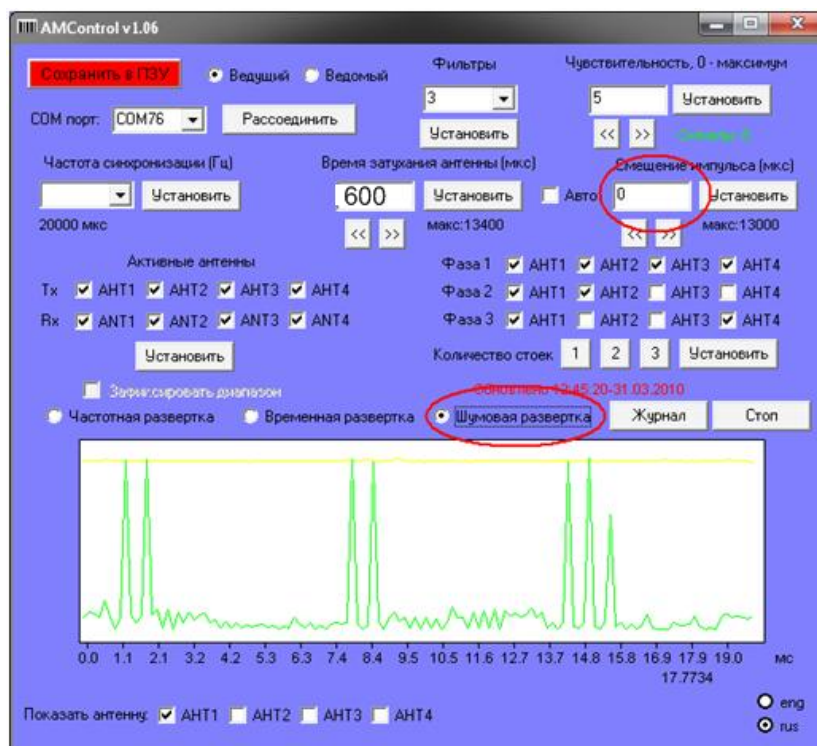 AMControl v1.06
Сохранить в ПЗУ Ведущий Ведомый Фильтры Чувствительность, 0 - максимум
3 5 Установить
COM порт: COM76 Рассоединить Установить << >>
Частота синхронизации (Гц) Время затухания антенны (мкс) Смещение импульса (мкс)
Установить 600 Установить Авто 0 Установить
20000 мкс << >> макс:13400 << >> макс:13000
Активные антенны Фаза 1 АНТ1 АНТ2 АНТ3 АНТ4
Tx АНТ1 АНТ2 АНТ3 АНТ4 Фаза 2 АНТ1 АНТ2 АНТ3 АНТ4
Rx ANT1 ANT2 ANT3 ANT4 Фаза 3 АНТ1 АНТ2 АНТ3 АНТ4
Установить Количество стоек 1 2 3 Установить
Зафиксировать диапазон Обновлено 12:45:20-31.03.2010
Частотная развертка Временная развертка Шумовая развертка Журнал Стоп
0.0 1.1 2.1 3.2 4.2 5.3 6.3 7.4 8.4 9.5 10.5 11.6 12.7 13.7 14.8 15.8 16.9 17.9 19.0 мс
17.7734
Показать антенну: АНТ1 АНТ2 АНТ3 АНТ4
eng
rus